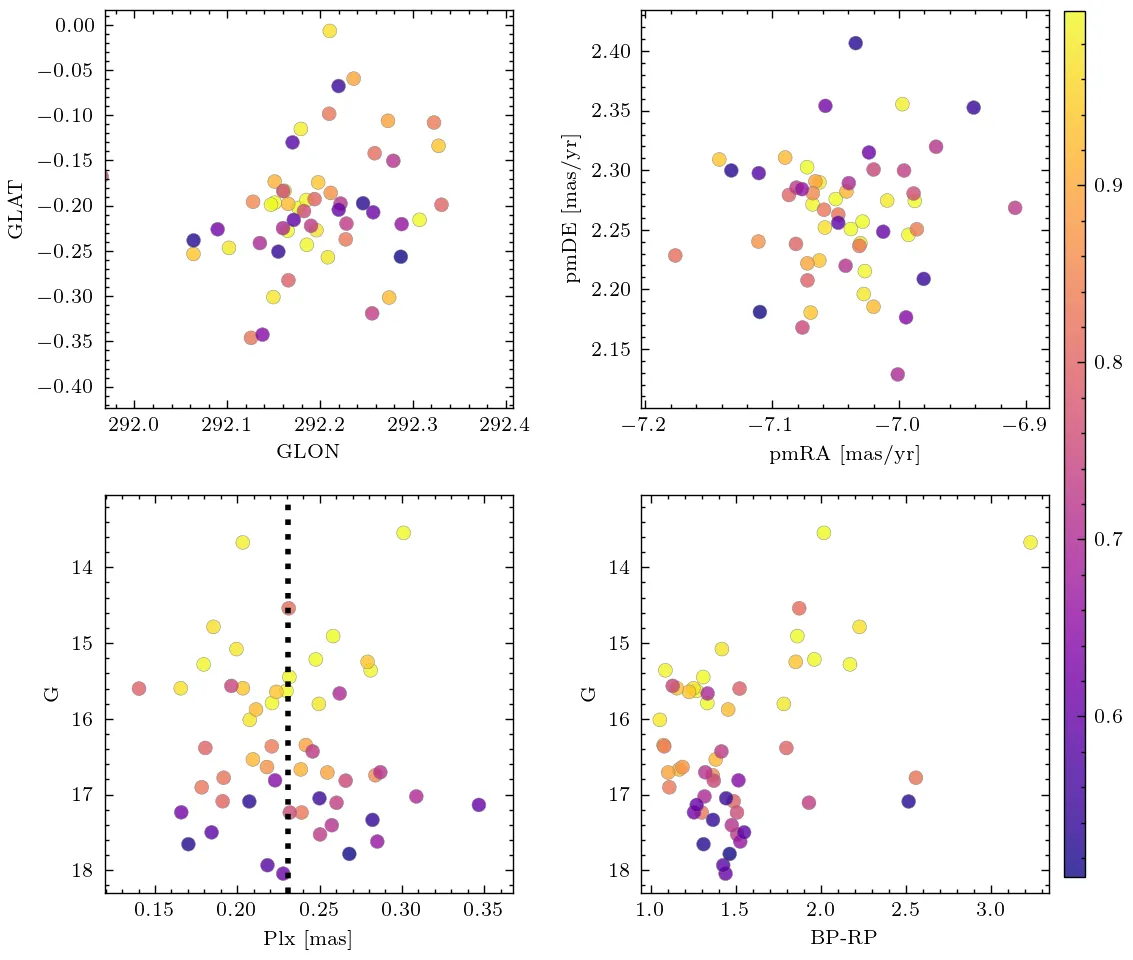 0.00
−0.05
−0.10
−0.15
−0.20
−0.25
−0.30
−0.35
−0.40
GLAT
292.0 292.1 292.2 292.3 292.4
GLON
2.40
2.35
2.30
2.25
2.20
2.15
pmDE [mas/yr]
−7.2 −7.1 −7.0 −6.9
pmRA [mas/yr]
0.9
0.8
0.7
0.6
14
15
16
17
18
G
0.15 0.20 0.25 0.30 0.35
Plx [mas]
14
15
16
17
18
G
1.0 1.5 2.0 2.5 3.0
BP-RP